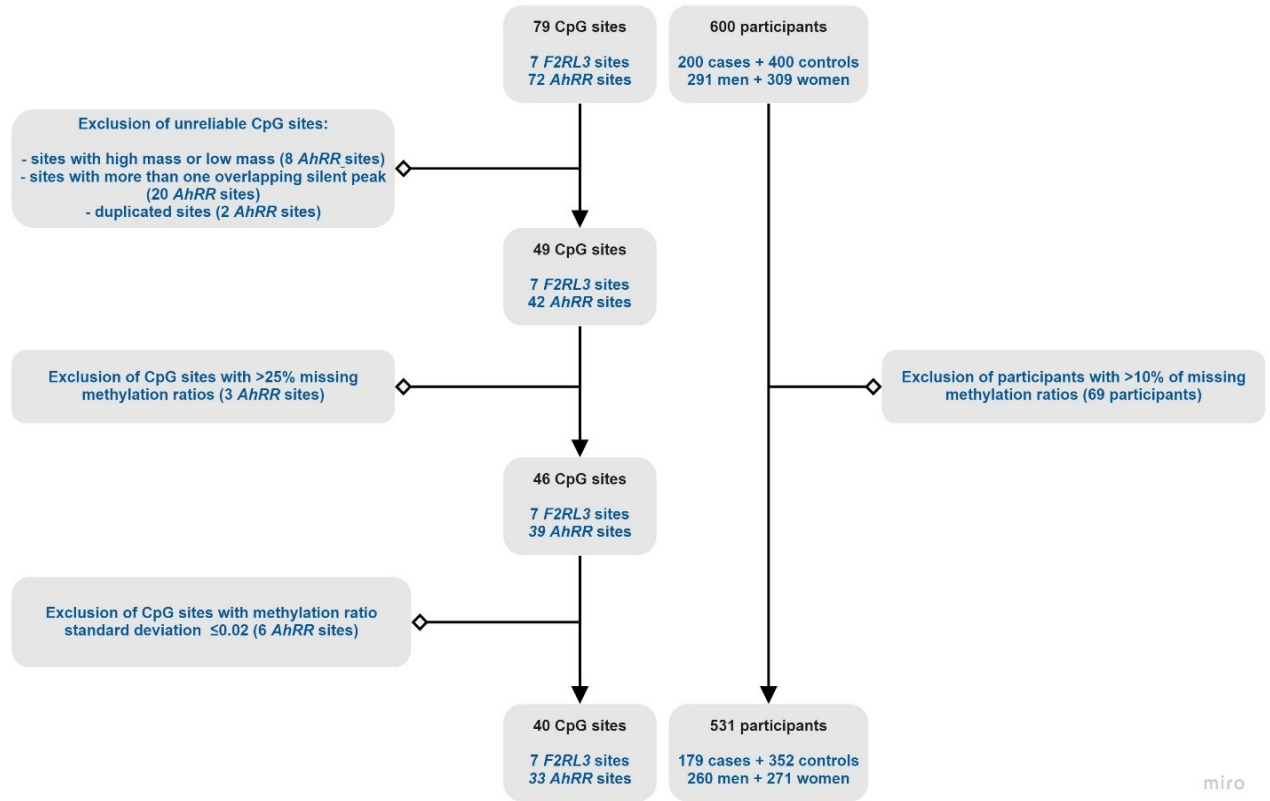 79 CpG sites
7 F2RL3 sites
72 AhRR sites
600 participants
200 cases + 400 controls
291 men + 309 women
Exclusion of unreliable CpG sites:
- sites with high mass or low mass (8 AhRR sites)
- sites with more than one overlapping silent peak
(20 AhRR sites)
- duplicated sites (2 AhRR sites)
49 CpG sites
7 F2RL3 sites
42 AhRR sites
Exclusion of CpG sites with >25% missing
methylation ratios (3 AhRR sites)
Exclusion of participants with >10% of missing
methylation ratios (69 participants)
46 CpG sites
7 F2RL3 sites
39 AhRR sites
Exclusion of CpG sites with methylation ratio
standard deviation ≤0.02 (6 AhRR sites)
40 CpG sites
7 F2RL3 sites
33 AhRR sites
531 participants
179 cases + 352 controls
260 men + 271 women
miro